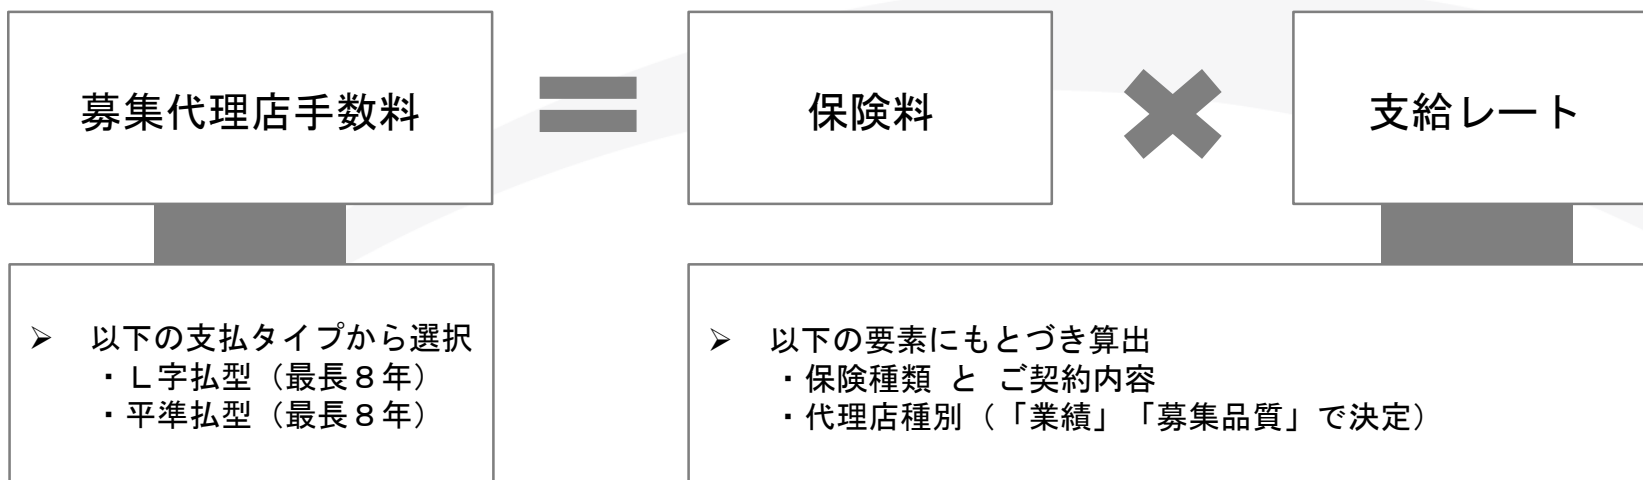 募集代理店手数料
保険料
支給レート
➢ 以下の支払タイプから選択
・Ｌ字払型（最長８年）
・平準払型（最長８年）
➢ 以下の要素にもとづき算出
・保険種類 と ご契約内容
・代理店種別（「業績」「募集品質」で決定）